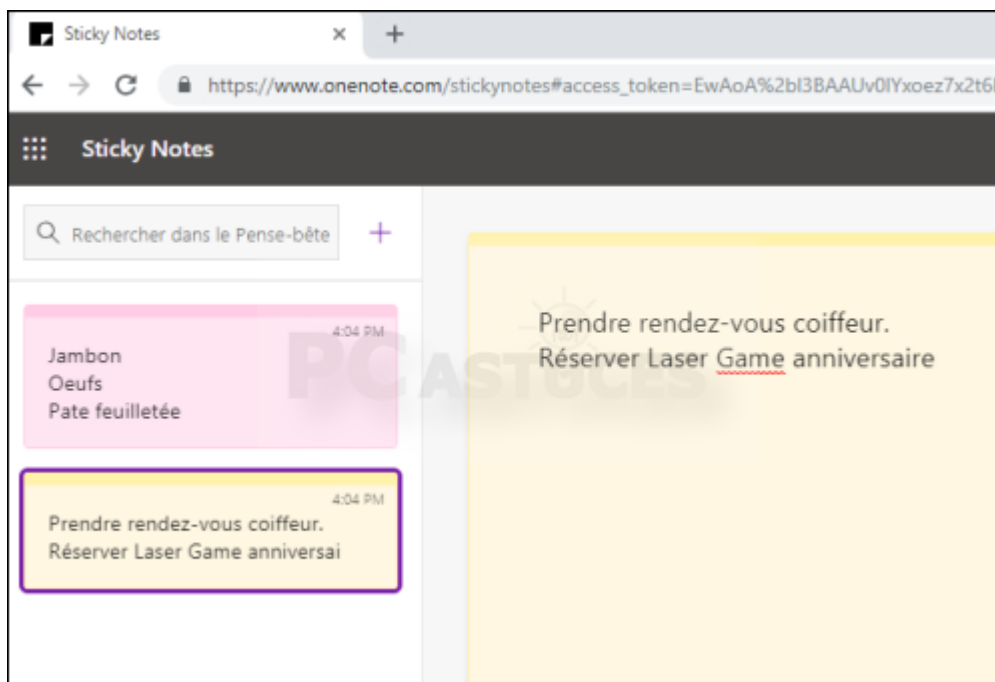 Sticky Notes
https://www.onenote.com/stickynotes#access_token=EwAoA%2bI3BAAUv0lYxoez7x2t6
Sticky Notes
Rechercher dans le Pense-bête
4:04 PM
Jambon
Oeufs
Pate feuilletée
4:04 PM
Prendre rendez-vous coiffeur.
Réserver Laser Game anniversai
Prendre rendez-vous coiffeur.
Réserver Laser Game anniversaire
PC ASTUCES